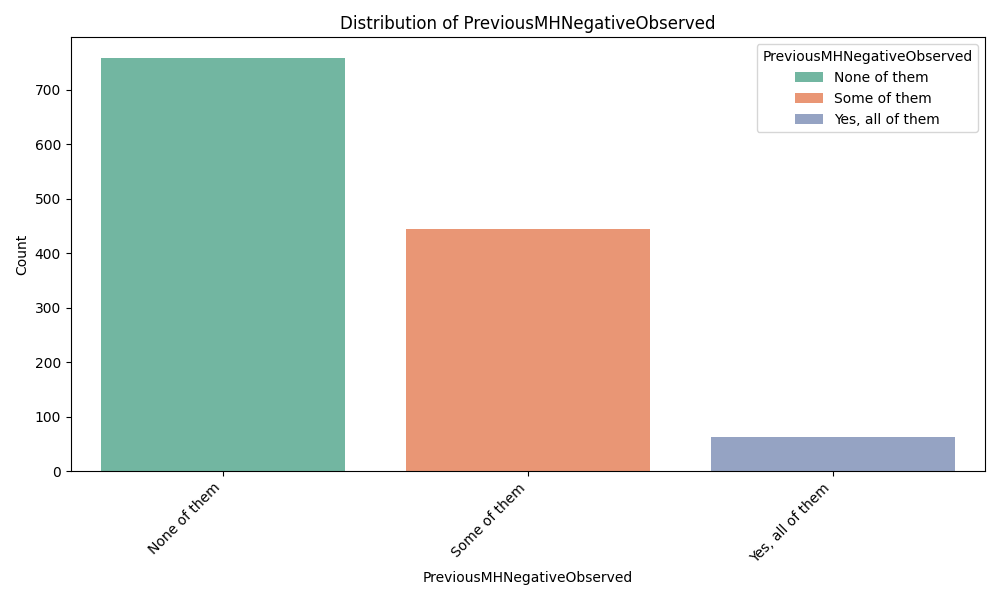 Distribution of PreviousMHNegativeObserved
PreviousMHNegativeObserved
None of them
Some of them
Yes, all of them
Count
700
600
500
400
300
200
100
0
None of them
Some of them
Yes, all of them
PreviousMHNegativeObserved